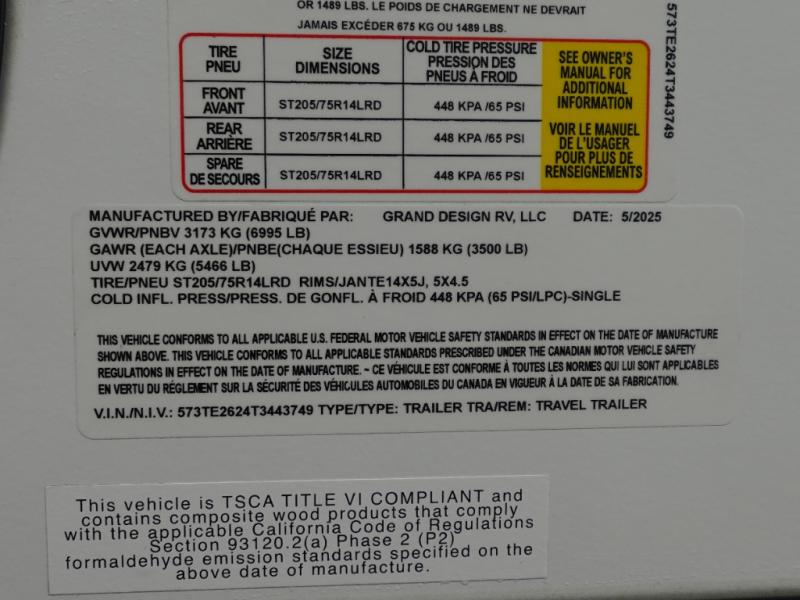 OR 1489 LBS. LE POIDS DE CHARGEMENT NE DEVRAIT
JAMAIS EXCÉDER 675 KG OU 1489 LBS.
TIRE PNEU SIZE DIMENSIONS COLD TIRE PRESSURE PRESSION DES PNEUS À FROID
FRONT AVANT ST205/75R14LRD 448 KPA /65 PSI
REAR ARRIÈRE ST205/75R14LRD 448 KPA /65 PSI
SPARE DE SECOURS ST205/75R14LRD 448 KPA /65 PSI
SEE OWNER'S
MANUAL FOR
ADDITIONAL
INFORMATION
VOIR LE MANUEL
DE L'USAGER
POUR PLUS DE
RENSEIGNEMENTS
573TE2624T3443749
MANUFACTURED BY/FABRIQUÉ PAR: GRAND DESIGN RV, LLC DATE: 5/2025
GVWR/PNBV 3173 KG (6995 LB)
GAWR (EACH AXLE)/PNBE(CHAQUE ESSIEU) 1588 KG (3500 LB)
UVW 2479 KG (5466 LB)
TIRE/PNEU ST205/75R14LRD RIMS/JANTE14X5J, 5X4.5
COLD INFL. PRESS/PRESS. DE GONFL. À FROID 448 KPA (65 PSI/LPC)-SINGLE
THIS VEHICLE CONFORMS TO ALL APPLICABLE U.S. FEDERAL MOTOR VEHICLE SAFETY STANDARDS IN EFFECT ON THE DATE OF MANUFACTURE
SHOWN ABOVE. THIS VEHICLE CONFORMS TO ALL APPLICABLE STANDARDS PRESCRIBED UNDER THE CANADIAN MOTOR VEHICLE SAFETY
REGULATIONS IN EFFECT ON THE DATE OF MANUFACTURE. ~ CE VÉHICULE EST CONFORME À TOUTES LES NORMES QUI LUI SONT APPLICABLES
EN VERTU DU RÉGLEMENT SUR LA SÉCURITÉ DES VÉHICULES AUTOMOBILES DU CANADA EN VIGUEUR À LA DATE DE SA FABRICATION.
V.I.N./N.I.V.: 573TE2624T3443749 TYPE/TYPE: TRAILER TRA/REM: TRAVEL TRAILER
This vehicle is TSCA TITLE VI COMPLIANT and
contains composite wood products that comply
with the applicable California Code of Regulations
Section 93120.2(a) Phase 2 (P2)
formaldehyde emission standards specified on the
above date of manufacture.